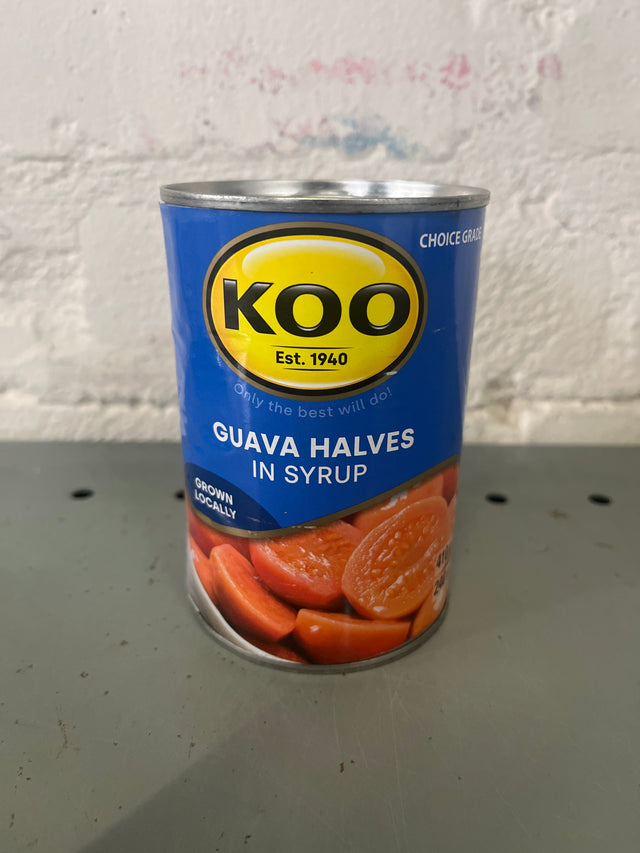 CHOICE GRADE
KOO
Est. 1940
Only the best will do!
GUAVA HALVES
IN SYRUP
GROWN
LOCALLY